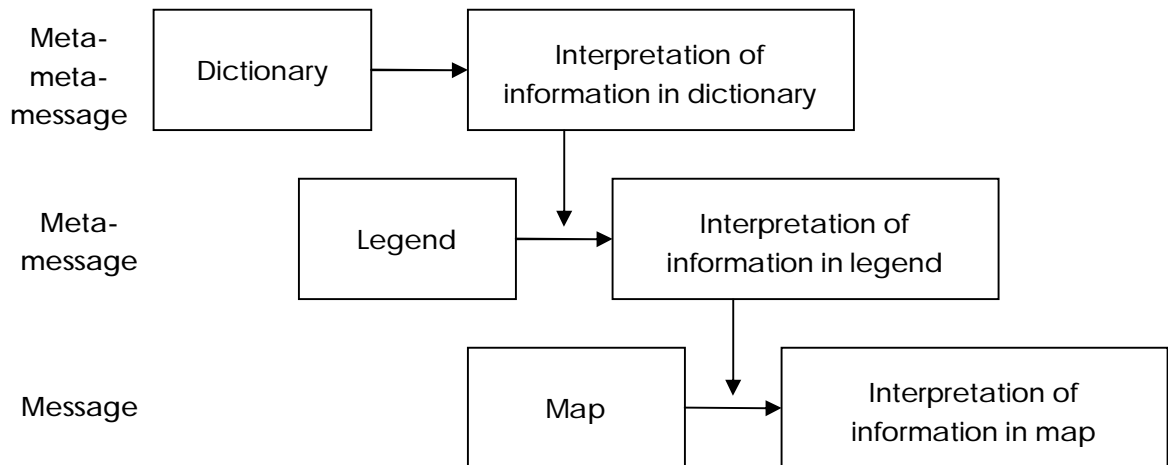 Meta-
meta-
message
Dictionary
Interpretation of
information in dictionary
Meta-
message
Legend
Interpretation of
information in legend
Message
Map
Interpretation of
information in map